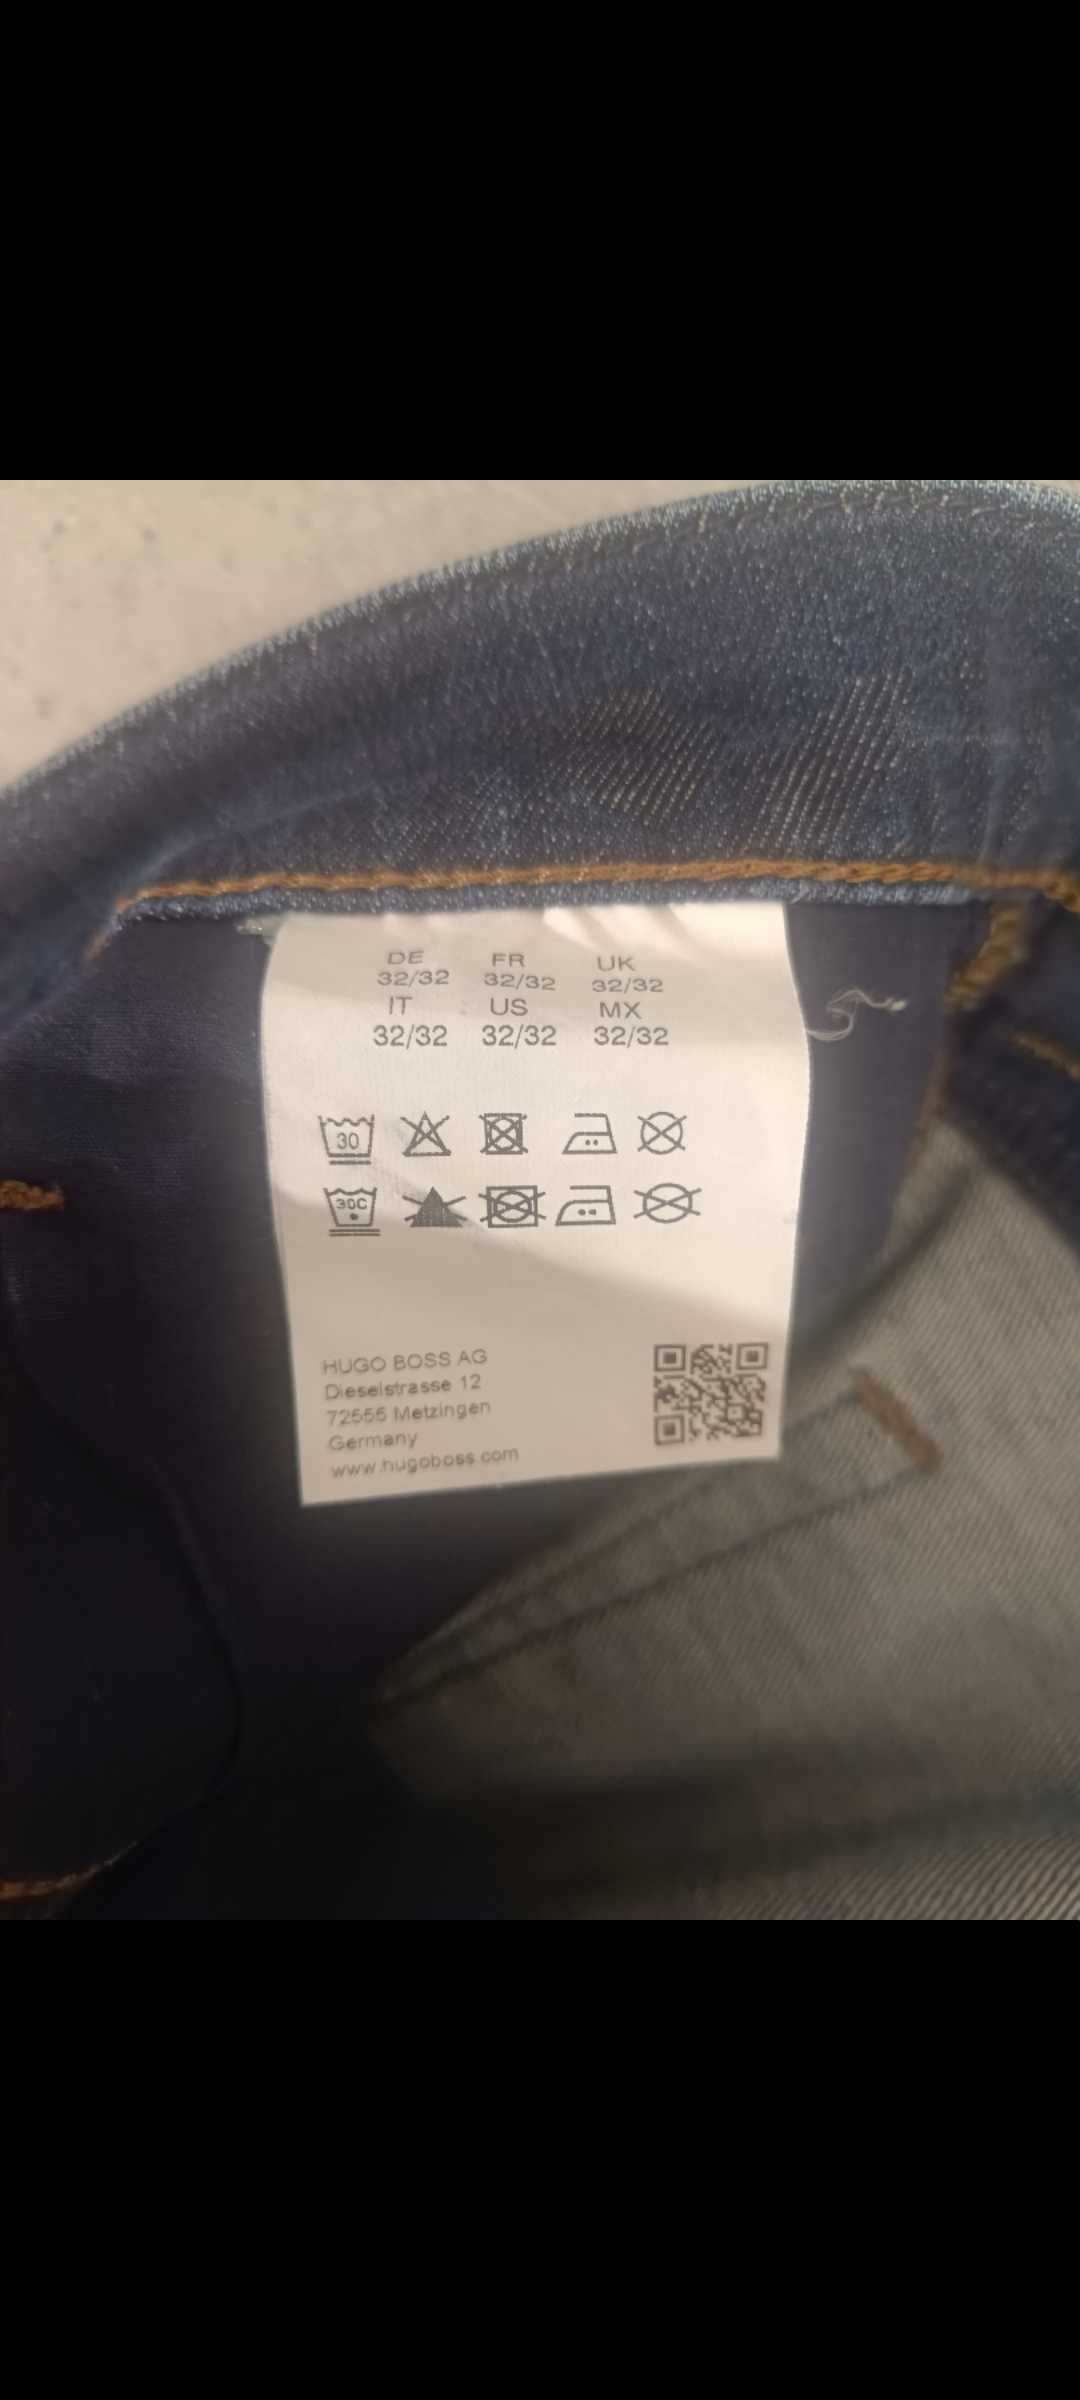 DE FR UK
32/32 32/32 32/32
IT US MX
32/32 32/32 32/32
30
30C
HUGO BOSS AG
Dieselstrasse 12
72555 Metzingen
Germany
www.hugoboss.com